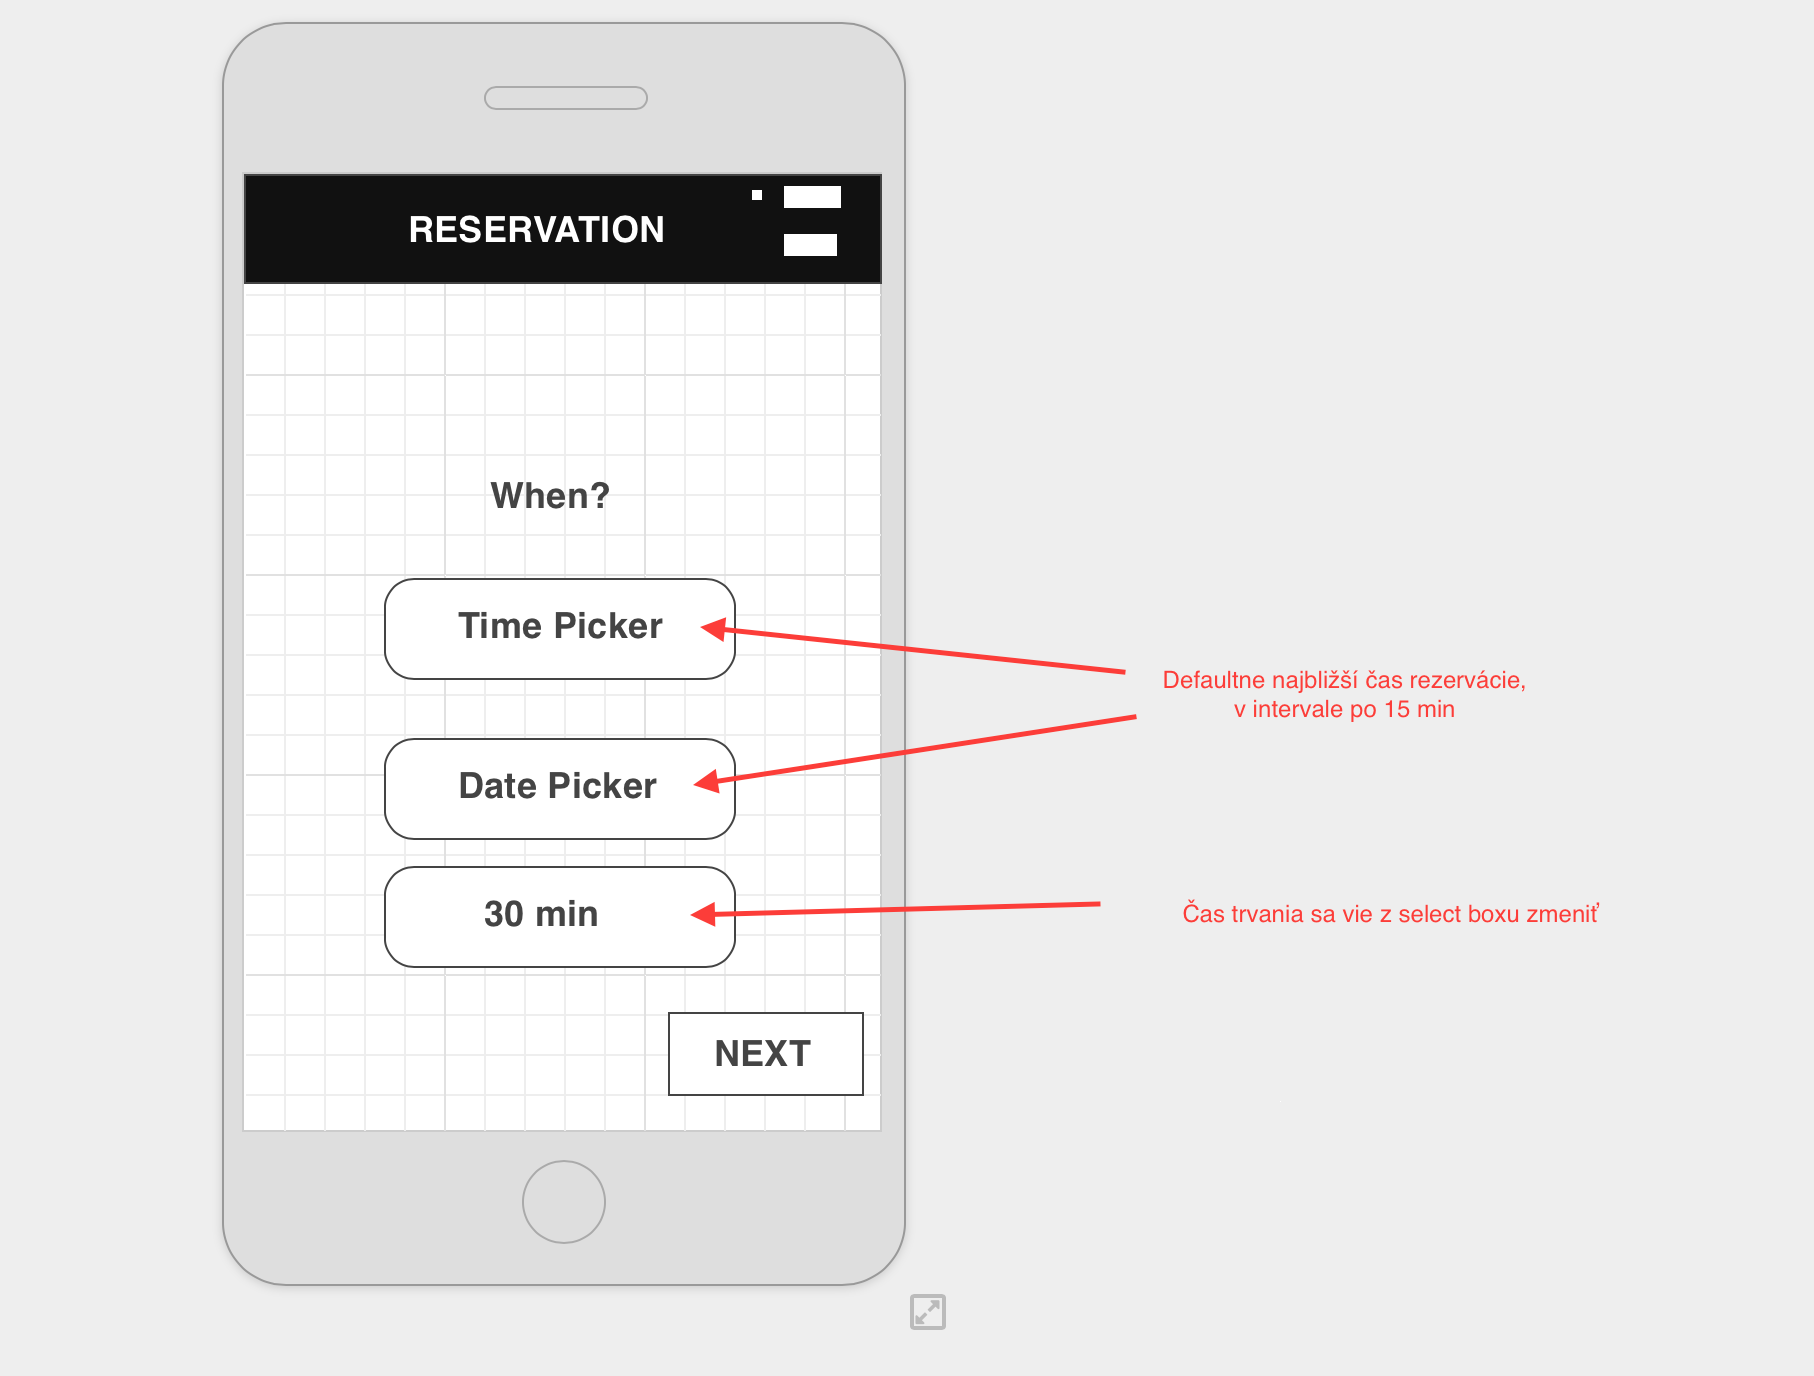 RESERVATION
When?
Time Picker
Defaultne najbližší čas rezervácie,
v intervale po 15 min
Date Picker
30 min
Čas trvania sa vie z select boxu zmeniť
NEXT